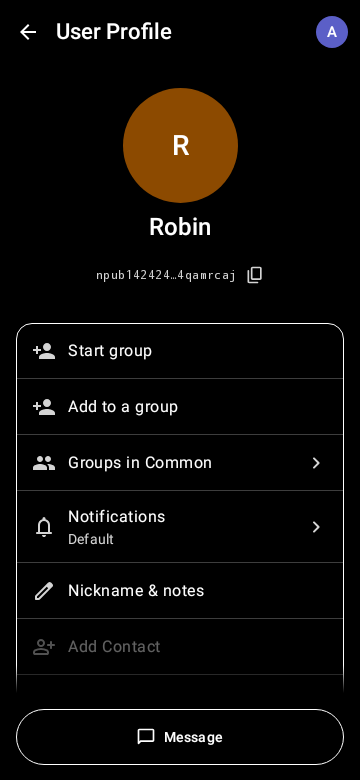 User Profile
A
R
Robin
npub142424…4qamrcaj
Start group
Add to a group
Groups in Common
Notifications
Default
Nickname & notes
Add Contact
Message